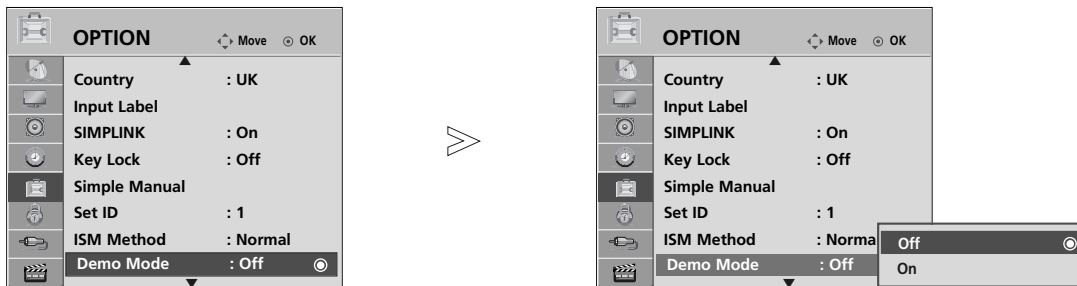 OPTION Move OK
Country : UK
Input Label
SIMPLINK : On
Key Lock : Off
Simple Manual
Set ID : 1
ISM Method : Normal
Demo Mode : Off
OPTION Move OK
Country : UK
Input Label
SIMPLINK : On
Key Lock : Off
Simple Manual
Set ID : 1
ISM Method : Norma
Demo Mode : Off
Off
On